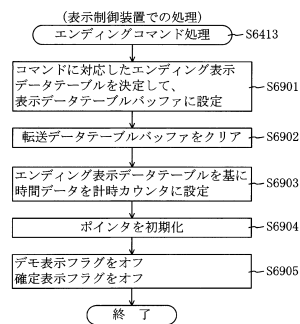 (表示制御装置での処理)
エンディングコマンド処理
S6413
コマンドに対応したエンディング表示
データテーブルを決定して、
表示データテーブルバッファに設定
S6901
転送データテーブルバッファをクリア
S6902
エンディング表示データテーブルを基に
時間データを計時カウンタに設定
S6903
ポインタを初期化
S6904
デモ表示フラグをオフ
確定表示フラグをオフ
S6905
終 了